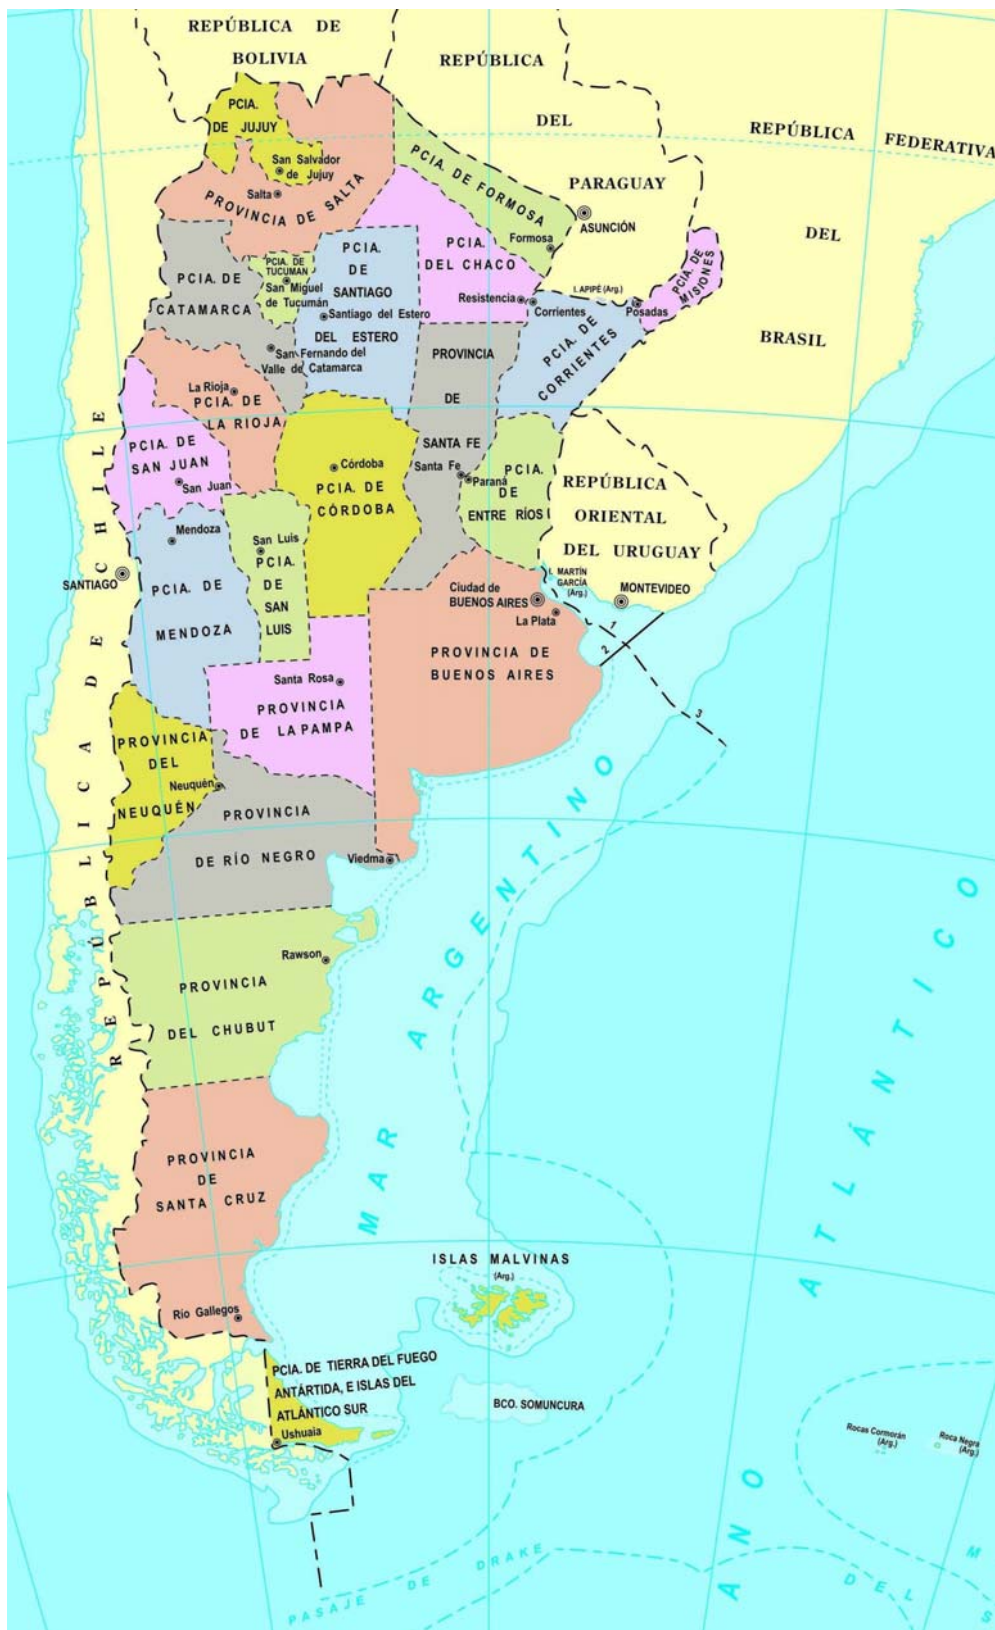 REPÚBLICA DE
BOLIVIA
REPÚBLICA
DEL
PARAGUAY
ASUNCIÓN
REPÚBLICA FEDERATIVA
DEL
BRASIL
PCIA.
DE JUJUY
San Salvador
de Jujuy
Salta
PROVINCIA DE SALTA
PCIA. DE FORMOSA
Formosa
PCIA.
DEL CHACO
Resistencia
I. APIPÉ (Arg.)
Corrientes
Posadas
PCIA. DE
MISIONES
PCIA. DE
CORRIENTES
PCIA. DE
CATAMARCA
PCIA. DE
TUCUMAN
San Miguel
de Tucumán
PCIA.
DE
SANTIAGO
Santiago del Estero
DEL ESTERO
San Fernando del
Valle de Catamarca
PROVINCIA
DE
SANTA FE
Santa Fe
La Rioja
PCIA. DE
LA RIOJA
PCIA. DE
SAN JUAN
San Juan
Córdoba
PCIA. DE
CÓRDOBA
Paraná
PCIA.
DE
ENTRE RÍOS
REPÚBLICA
ORIENTAL
DEL URUGUAY
MONTEVIDEO
I. MARTÍN
GARCÍA
(Arg.)
Mendoza
PCIA. DE
MENDOZA
San Luis
PCIA.
DE
SAN
LUIS
SANTIAGO
REPÚBLICA DE CHILE
Ciudad de
BUENOS AIRES
La Plata
PROVINCIA DE
BUENOS AIRES
1
2
3
Santa Rosa
PROVINCIA
DE LA PAMPA
PROVINCIA
DEL
NEUQUÉN
Neuquén
PROVINCIA
DE RÍO NEGRO
Viedma
Rawson
PROVINCIA
DEL CHUBUT
PROVINCIA
DE
SANTA CRUZ
Río Gallegos
MAR ARGENTINO
ISLAS MALVINAS
(Arg.)
PCIA. DE TIERRA DEL FUEGO
ANTÁRTIDA, E ISLAS DEL
ATLÁNTICO SUR
Ushuaia
BCO. SOMUNCURA
Rocas Cormorán
(Arg.)
Roca Negra
(Arg.)
ANO ATLÁNTICO
PASAJE DE DRAKE
M
DEL S